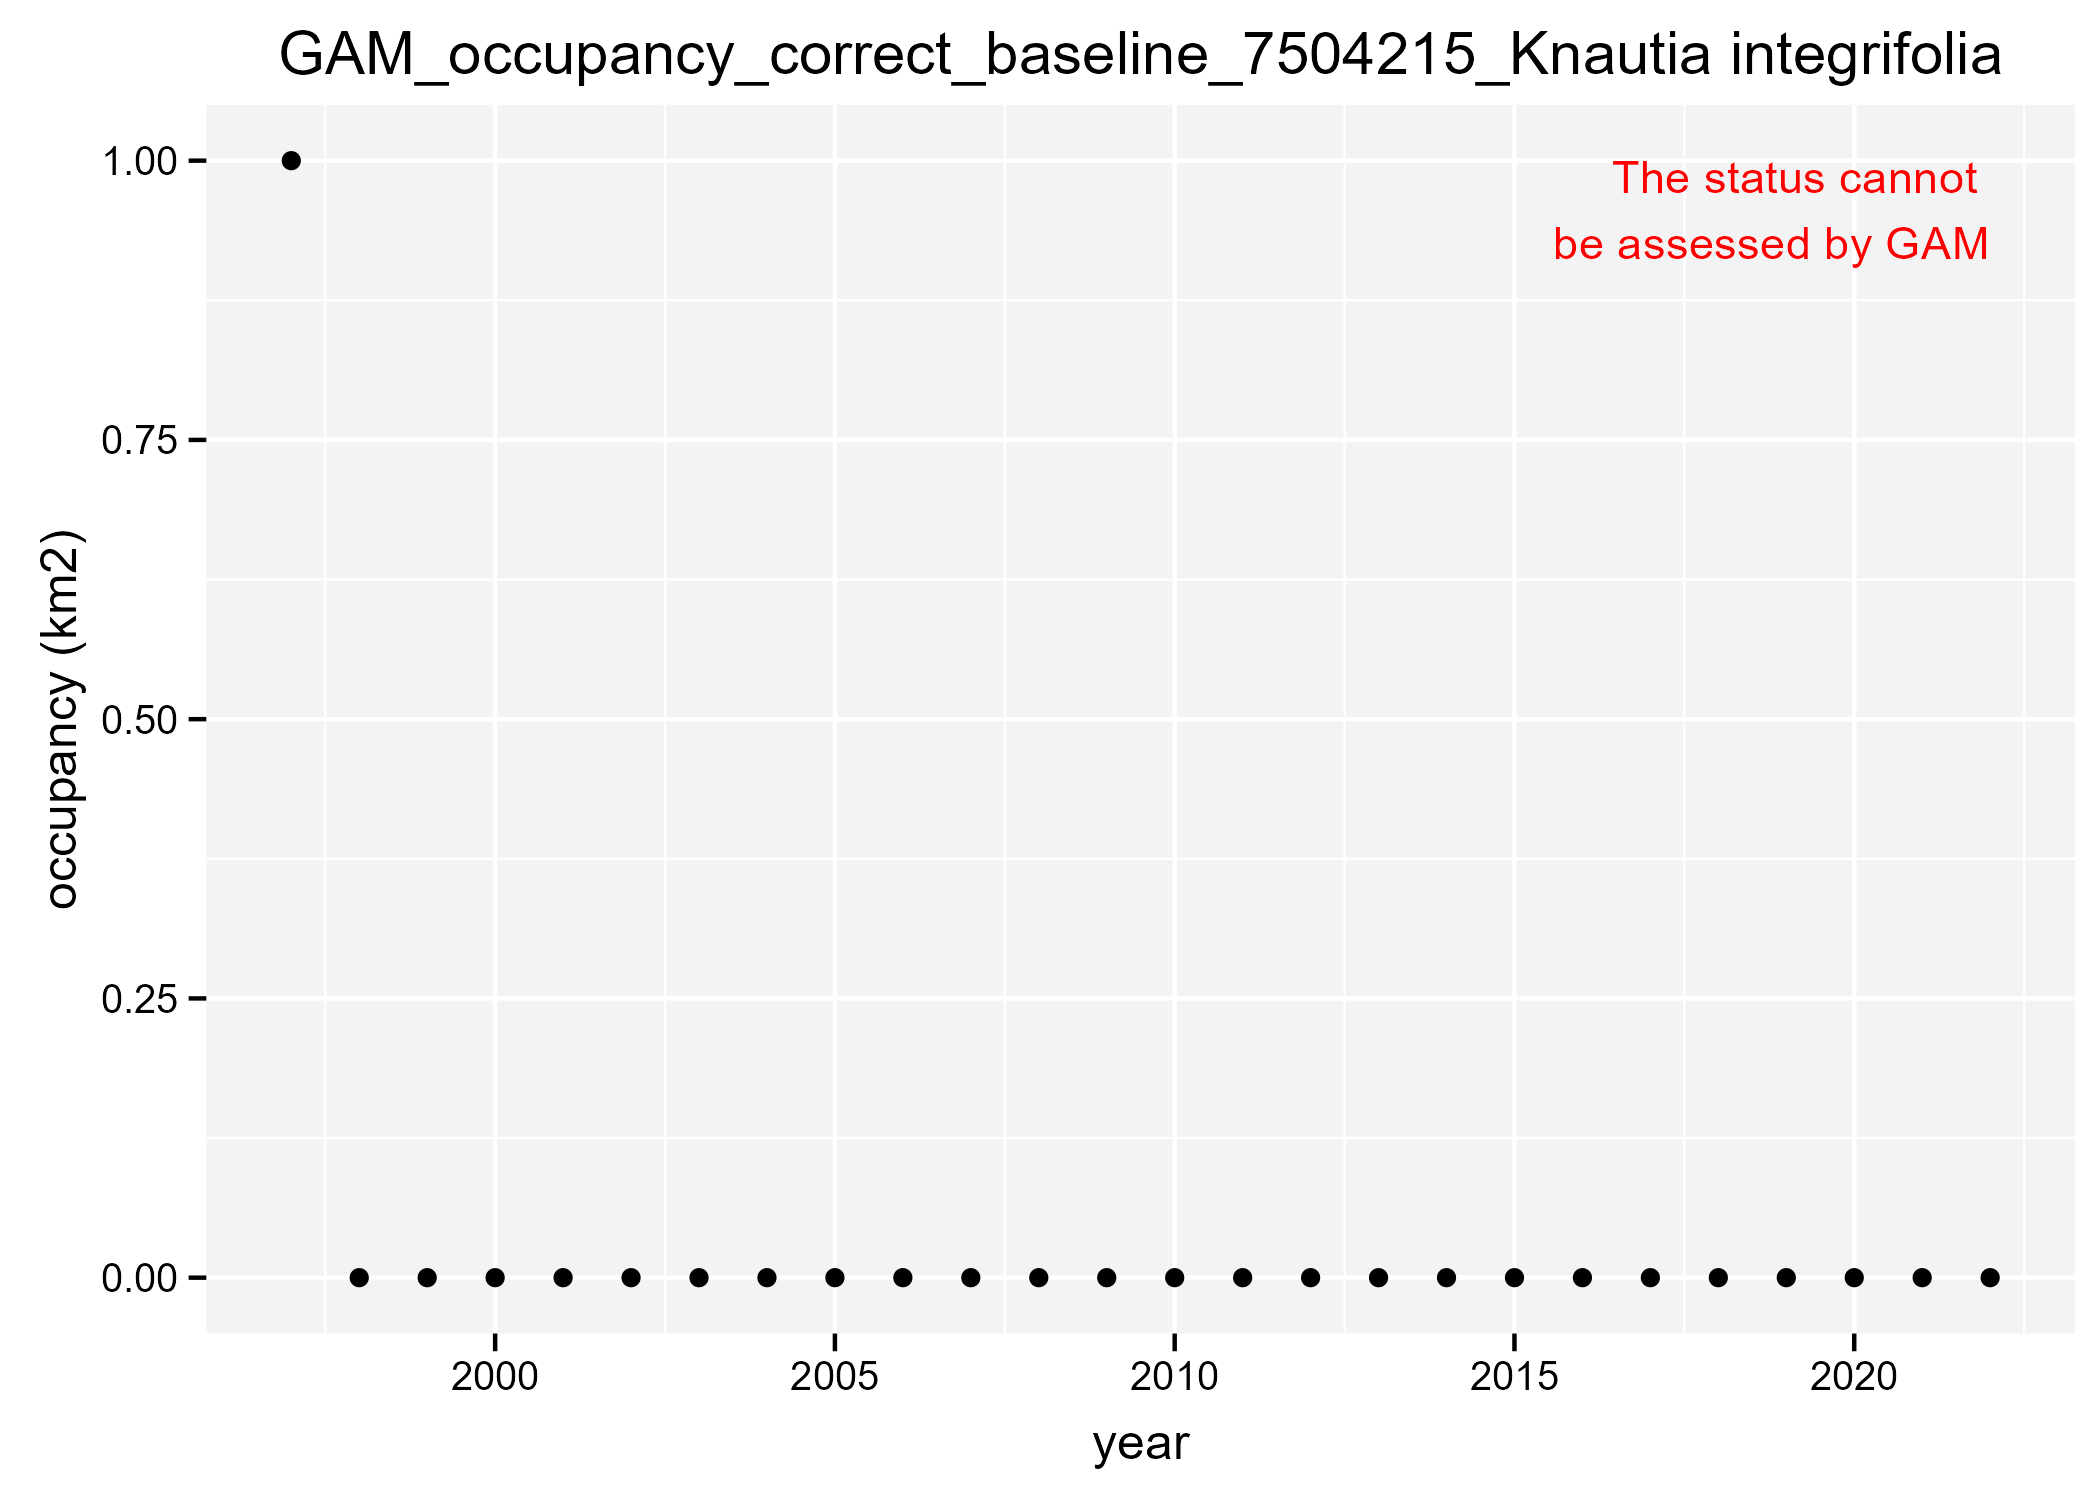 GAM_occupancy_correct_baseline_7504215_Knautia integrifolia
The status cannot
be assessed by GAM
occupancy (km2)
1.00
0.75
0.50
0.25
0.00
2000 2005 2010 2015 2020
year